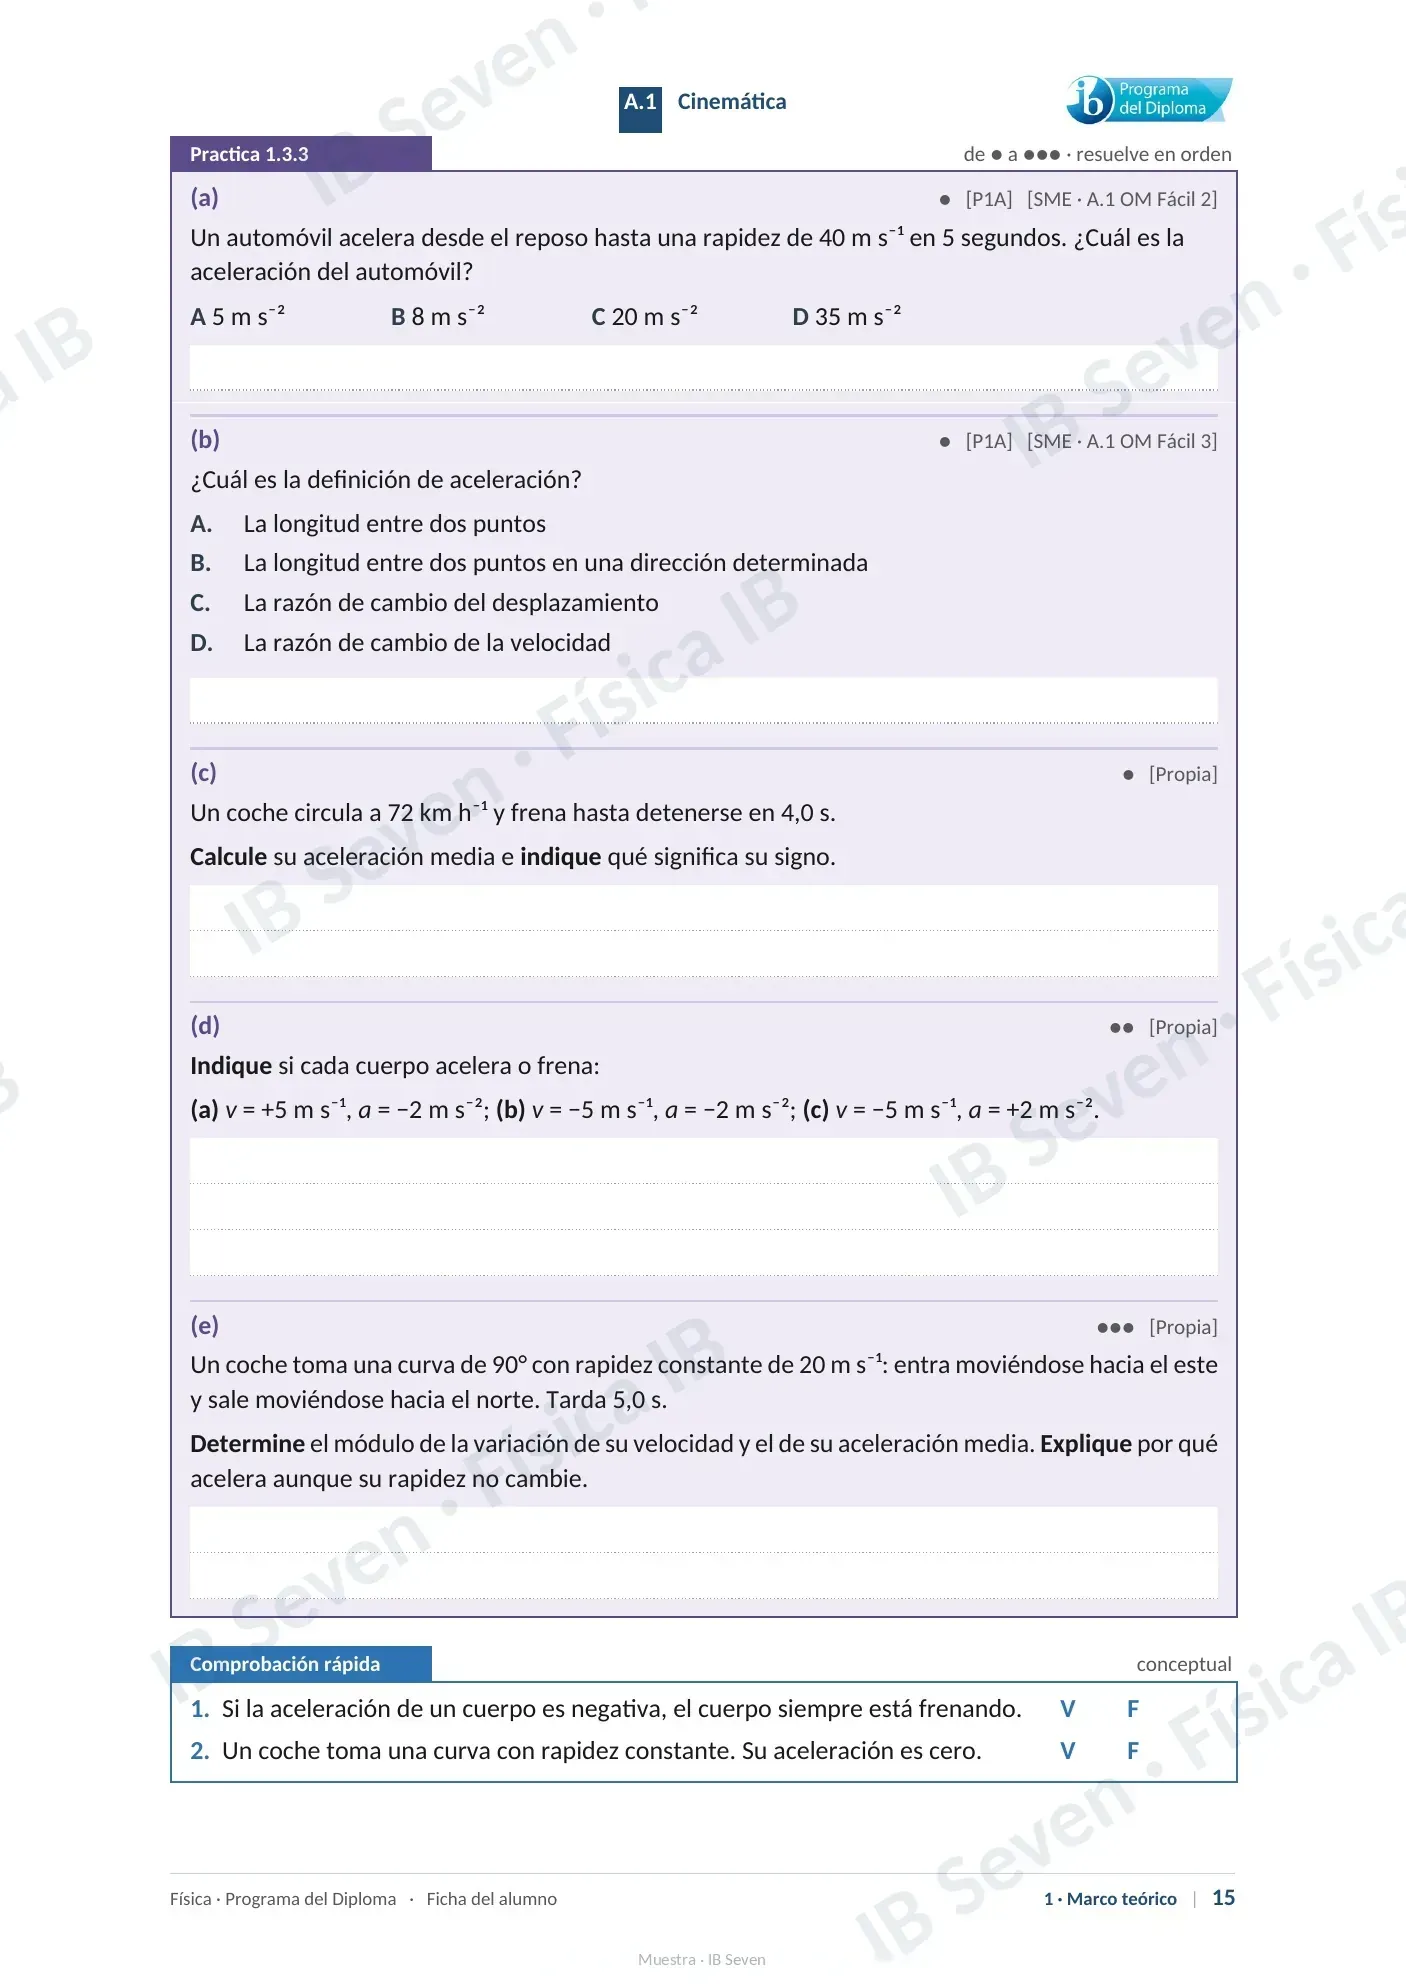 A.1 Cinemática
ib Programa
del Diploma
Practica 1.3.3
de ● a ●●● · resuelve en orden
(a) ● [P1A] [SME · A.1 OM Fácil 2]
Un automóvil acelera desde el reposo hasta una rapidez de 40 m s⁻¹ en 5 segundos. ¿Cuál es la
aceleración del automóvil?
A 5 m s⁻² B 8 m s⁻² C 20 m s⁻² D 35 m s⁻²
(b) ● [P1A] [SME · A.1 OM Fácil 3]
¿Cuál es la definición de aceleración?
A. La longitud entre dos puntos
B. La longitud entre dos puntos en una dirección determinada
C. La razón de cambio del desplazamiento
D. La razón de cambio de la velocidad
(c) ● [Propia]
Un coche circula a 72 km h⁻¹ y frena hasta detenerse en 4,0 s.
Calcule su aceleración media e indique qué significa su signo.
(d) ●● [Propia]
Indique si cada cuerpo acelera o frena:
(a) v = +5 m s⁻¹, a = −2 m s⁻²; (b) v = −5 m s⁻¹, a = −2 m s⁻²; (c) v = −5 m s⁻¹, a = +2 m s⁻².
(e) ●●● [Propia]
Un coche toma una curva de 90° con rapidez constante de 20 m s⁻¹: entra moviéndose hacia el este
y sale moviéndose hacia el norte. Tarda 5,0 s.
Determine el módulo de la variación de su velocidad y el de su aceleración media. Explique por qué
acelera aunque su rapidez no cambie.
Comprobación rápida
conceptual
1. Si la aceleración de un cuerpo es negativa, el cuerpo siempre está frenando. V F
2. Un coche toma una curva con rapidez constante. Su aceleración es cero. V F
Física · Programa del Diploma · Ficha del alumno
1 · Marco teórico | 15
Muestra · IB Seven
IB Seven · Física IB